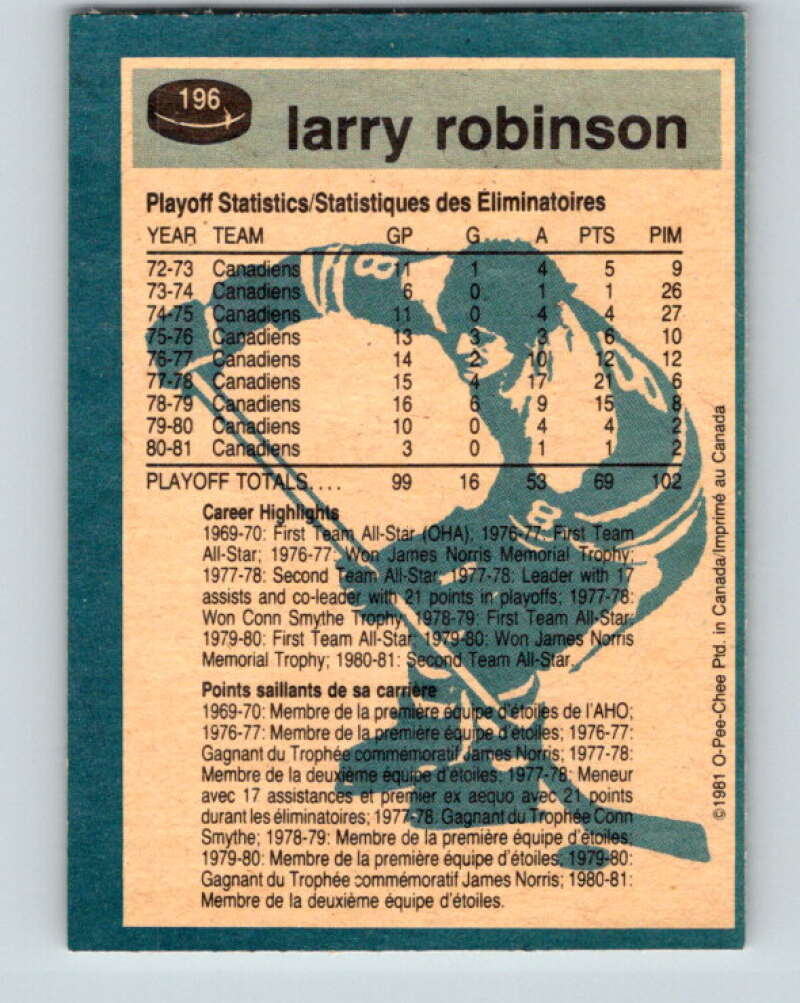 196
larry robinson
Playoff Statistics/Statistiques des Éliminatoires
YEAR TEAM GP G A PTS PIM
72-73 Canadiens 11 1 4 5 9
73-74 Canadiens 6 0 1 1 26
74-75 Canadiens 11 0 4 4 27
75-76 Canadiens 13 3 3 6 10
76-77 Canadiens 14 2 10 12 12
77-78 Canadiens 15 4 17 21 6
78-79 Canadiens 16 6 9 15 8
79-80 Canadiens 10 0 4 4 2
80-81 Canadiens 3 0 1 1 2
PLAYOFF TOTALS.... 99 16 53 69 102
Career Highlights
1969-70: First Team All-Star (OHA); 1976-77: First Team
All-Star; 1976-77: Won James Norris Memorial Trophy;
1977-78: Second Team All-Star; 1977-78: Leader with 17
assists and co-leader with 21 points in playoffs; 1977-78:
Won Conn Smythe Trophy; 1978-79: First Team All-Star;
1979-80: First Team All-Star; 1979-80: Won James Norris
Memorial Trophy; 1980-81: Second Team All-Star.
Points saillants de sa carrière
1969-70: Membre de la première équipe d'étoiles de l'AHO;
1976-77: Membre de la première équipe d'étoiles; 1976-77:
Gagnant du Trophée commémoratif James Norris; 1977-78:
Membre de la deuxième équipe d'étoiles; 1977-78: Meneur
avec 17 assistances et premier ex aequo avec 21 points
durant les éliminatoires; 1977-78: Gagnant du Trophée Conn
Smythe; 1978-79: Membre de la première équipe d'étoiles;
1979-80: Membre de la première équipe d'étoiles; 1979-80:
Gagnant du Trophée commémoratif James Norris; 1980-81:
Membre de la deuxième équipe d'étoiles.
©1981 O-Pee-Chee Ptd. in Canada/Imprimé au Canada
8
8